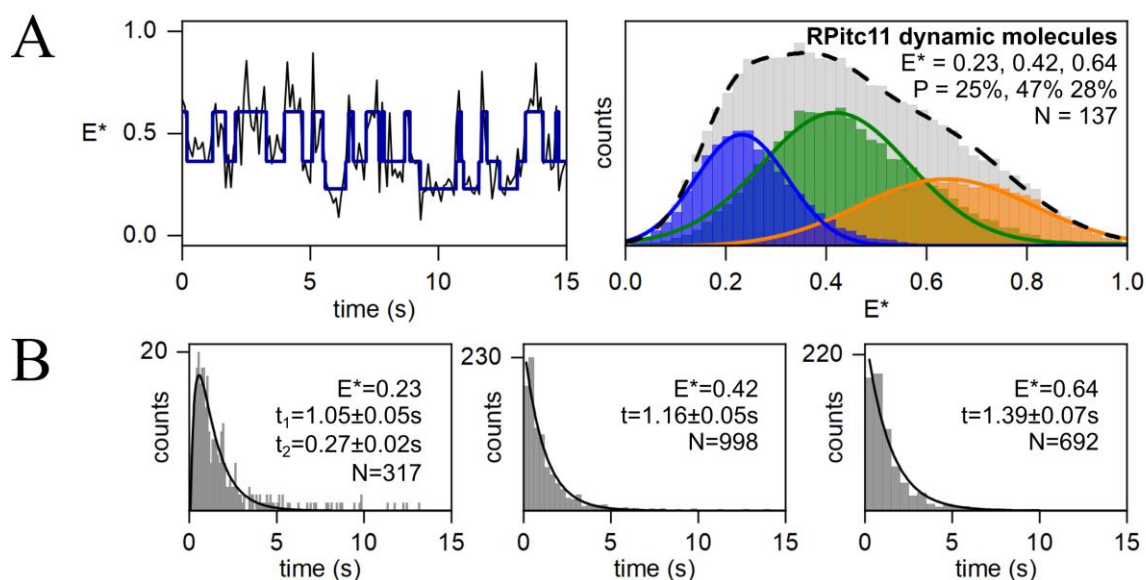 A
1.0
0.5
0.0
E*
0
5
10
15
time (s)
counts
RPitc11 dynamic molecules
E* = 0.23, 0.42, 0.64
P = 25%, 47% 28%
N = 137
0.0
0.2
0.4
0.6
0.8
1.0
E*
B
20
counts
E*=0.23
t₁=1.05±0.05s
t₂=0.27±0.02s
N=317
0
5
10
15
time (s)
230
counts
E*=0.42
t=1.16±0.05s
N=998
0
5
10
15
time (s)
220
counts
E*=0.64
t=1.39±0.07s
N=692
0
5
10
15
time (s)